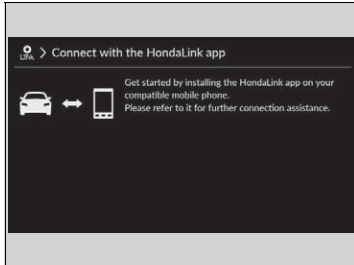 LINK > Connect with the HondaLink app
Get started by installing the HondaLink app on your
compatible mobile phone.
Please refer to it for further connection assistance.